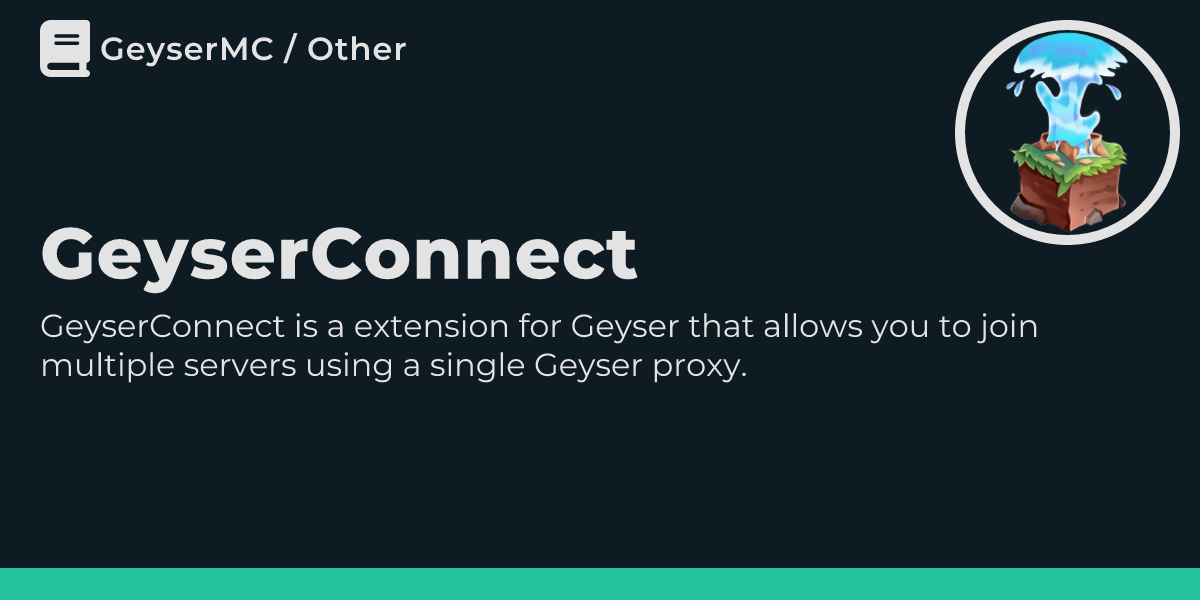 GeyserMC / Other
GeyserConnect
GeyserConnect is a extension for Geyser that allows you to join
multiple servers using a single Geyser proxy.